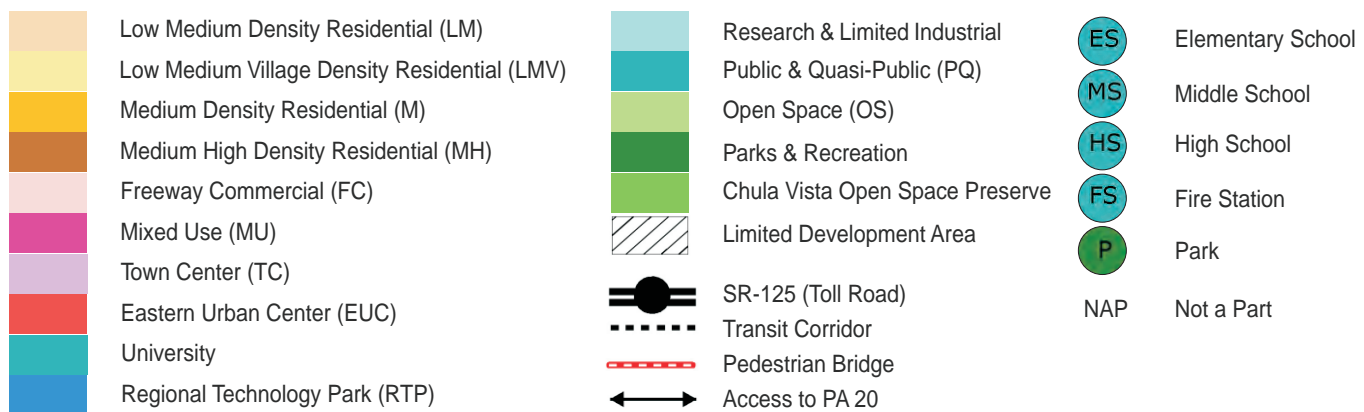 Low Medium Density Residential (LM)
Low Medium Village Density Residential (LMV)
Medium Density Residential (M)
Medium High Density Residential (MH)
Freeway Commercial (FC)
Mixed Use (MU)
Town Center (TC)
Eastern Urban Center (EUC)
University
Regional Technology Park (RTP)
Research & Limited Industrial
Public & Quasi-Public (PQ)
Open Space (OS)
Parks & Recreation
Chula Vista Open Space Preserve
Limited Development Area
SR-125 (Toll Road)
Transit Corridor
Pedestrian Bridge
Access to PA 20
ES Elementary School
MS Middle School
HS High School
FS Fire Station
P Park
NAP Not a Part